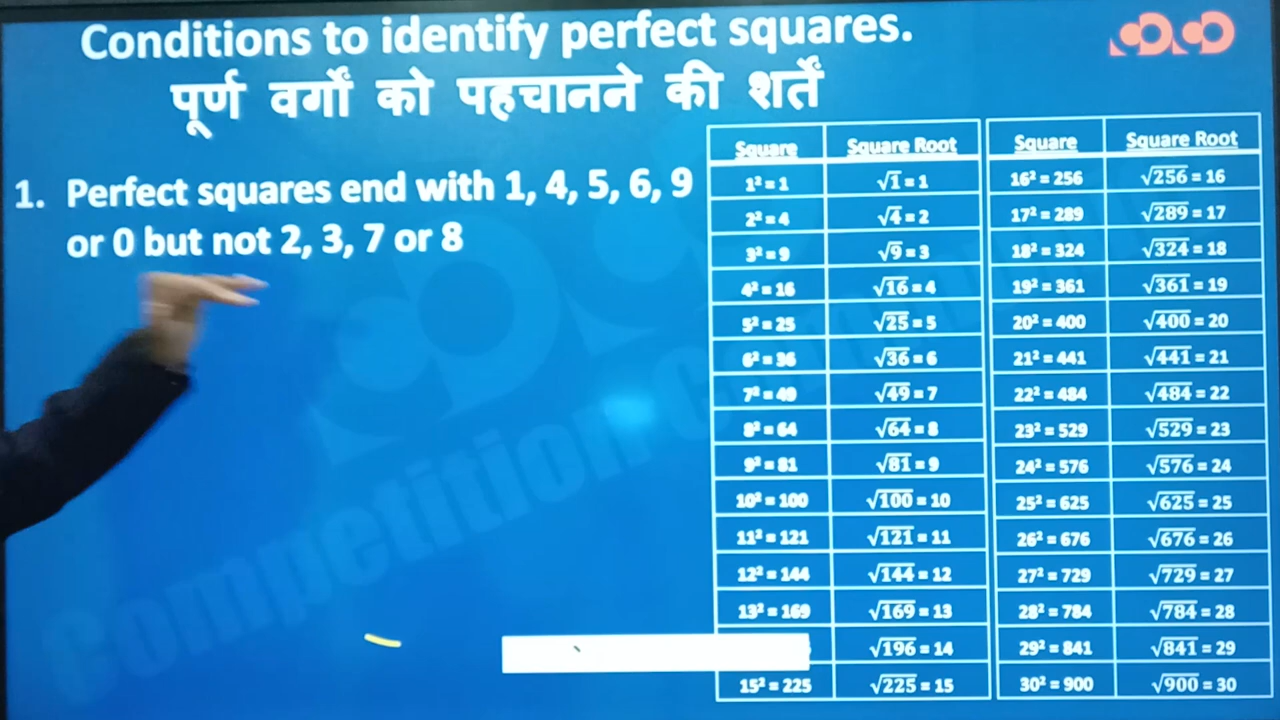 Conditions to identify perfect squares.
पूर्ण वर्गों को पहचानने की शर्तें
1. Perfect squares end with 1, 4, 5, 6, 9
or 0 but not 2, 3, 7 or 8
Square Square Root Square Square Root
1² = 1 √1 = 1 16² = 256 √256 = 16
2² = 4 √4 = 2 17² = 289 √289 = 17
3² = 9 √9 = 3 18² = 324 √324 = 18
4² = 16 √16 = 4 19² = 361 √361 = 19
5² = 25 √25 = 5 20² = 400 √400 = 20
6² = 36 √36 = 6 21² = 441 √441 = 21
7² = 49 √49 = 7 22² = 484 √484 = 22
8² = 64 √64 = 8 23² = 529 √529 = 23
9² = 81 √81 = 9 24² = 576 √576 = 24
10² = 100 √100 = 10 25² = 625 √625 = 25
11² = 121 √121 = 11 26² = 676 √676 = 26
12² = 144 √144 = 12 27² = 729 √729 = 27
13² = 169 √169 = 13 28² = 784 √784 = 28
√196 = 14 29² = 841 √841 = 29
15² = 225 √225 = 15 30² = 900 √900 = 30
Competition